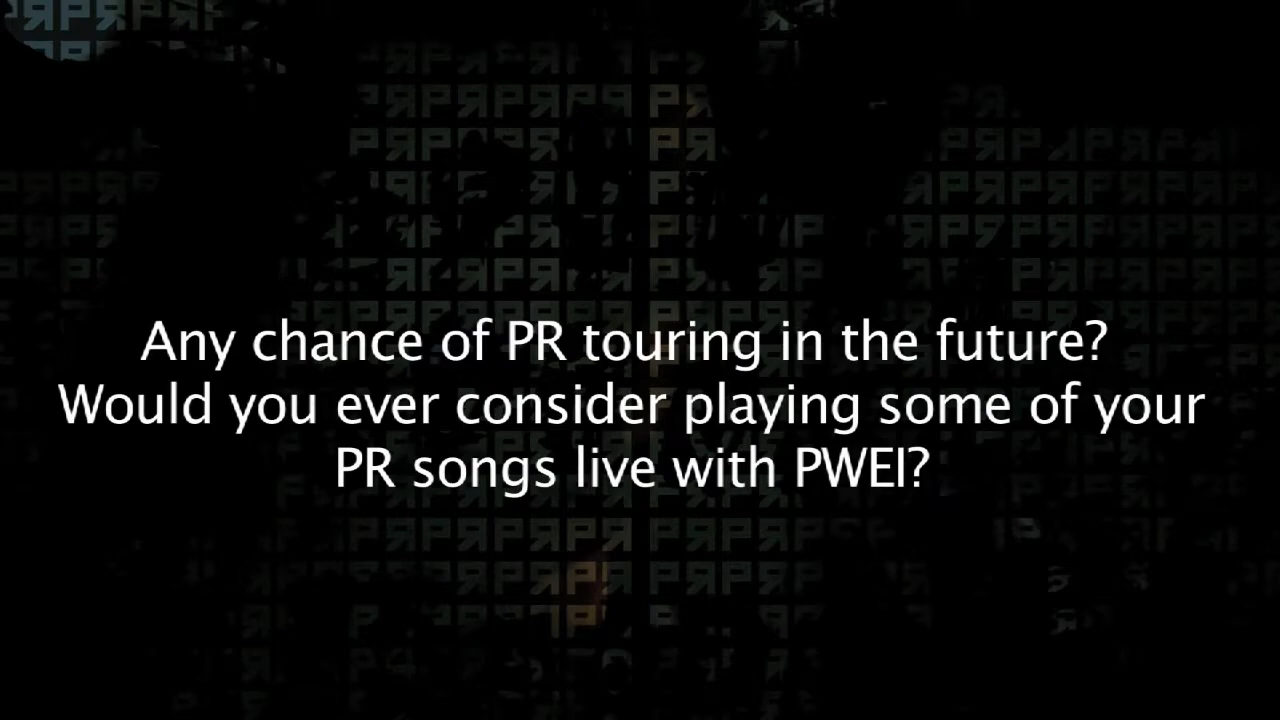 Any chance of PR touring in the future?
Would you ever consider playing some of your
PR songs live with PWEI?